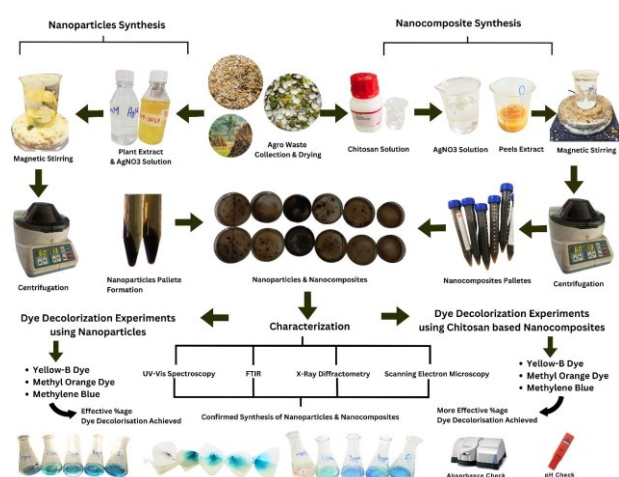 Nanoparticles Synthesis
Nanocomposite Synthesis
Magnetic Stirring
Plant Extract
& AgNO3 Solution
Agro Waste
Collection & Drying
Chitosan Solution
AgNO3 Solution
Peels Extract
Magnetic Stirring
Centrifugation
Nanoparticles Pallete
Formation
Nanoparticles & Nanocomposites
Nanocomposites Palletes
Centrifugation
Dye Decolorization Experiments
using Nanoparticles
Characterization
Dye Decolorization Experiments
using Chitosan based Nanocomposites
• Yellow-B Dye
• Methyl Orange Dye
• Methylene Blue
UV-Vis Spectroscopy
FTIR
X-Ray Diffractometry
Scanning Electron Microscopy
• Yellow-B Dye
• Methyl Orange Dye
• Methylene Blue
Effective %age
Dye Decolorisation Achieved
Confirmed Synthesis of Nanoparticles & Nanocomposites
More Effective %age
Dye Decolorisation Achieved
Absorbance Check
pH Check